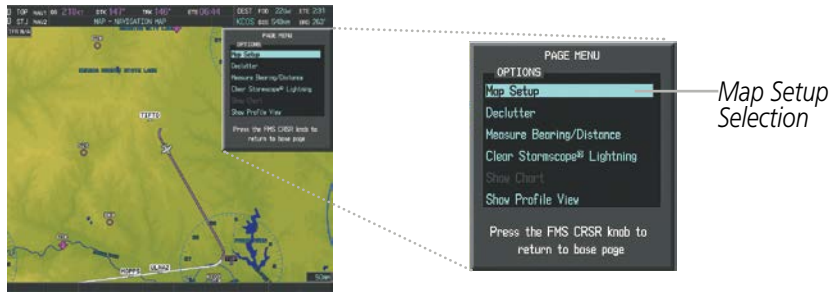 MAP - NAVIGATION MAP
PAGE MENU
OPTIONS
Map Setup
Declutter
Measure Bearing/Distance
Clear Stormscope® Lightning
Show Chart
Show Profile View
Press the FMS CRSR knob to
return to base page
TIFTO
HOFFS ULAAZ
PAGE MENU
OPTIONS
Map Setup
Declutter
Measure Bearing/Distance
Clear Stormscope® Lightning
Show Chart
Show Profile View
Press the FMS CRSR knob to
return to base page
Map Setup
Selection